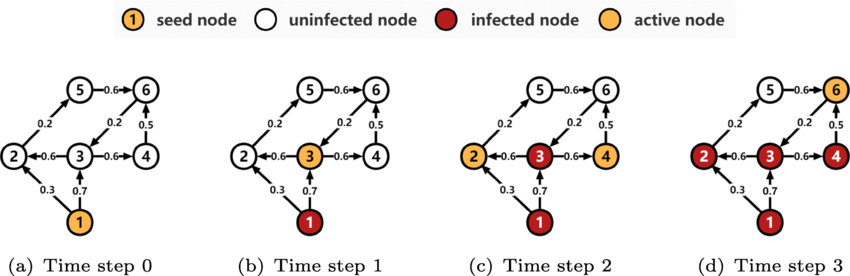 1 seed node uninfected node infected node active node
5 0.6 6 5 0.6 6 5 0.6 6 5 0.6 6
0.2 0.2 0.5 0.2 0.2 0.5 0.2 0.2 0.5 0.2 0.2 0.5
2 0.6 3 0.6 4 2 0.6 3 0.6 4 2 0.6 3 0.6 4 2 0.6 3 0.6 4
0.3 0.7 0.3 0.7 0.3 0.7 0.3 0.7
1 1 1 1
(a) Time step 0 (b) Time step 1 (c) Time step 2 (d) Time step 3